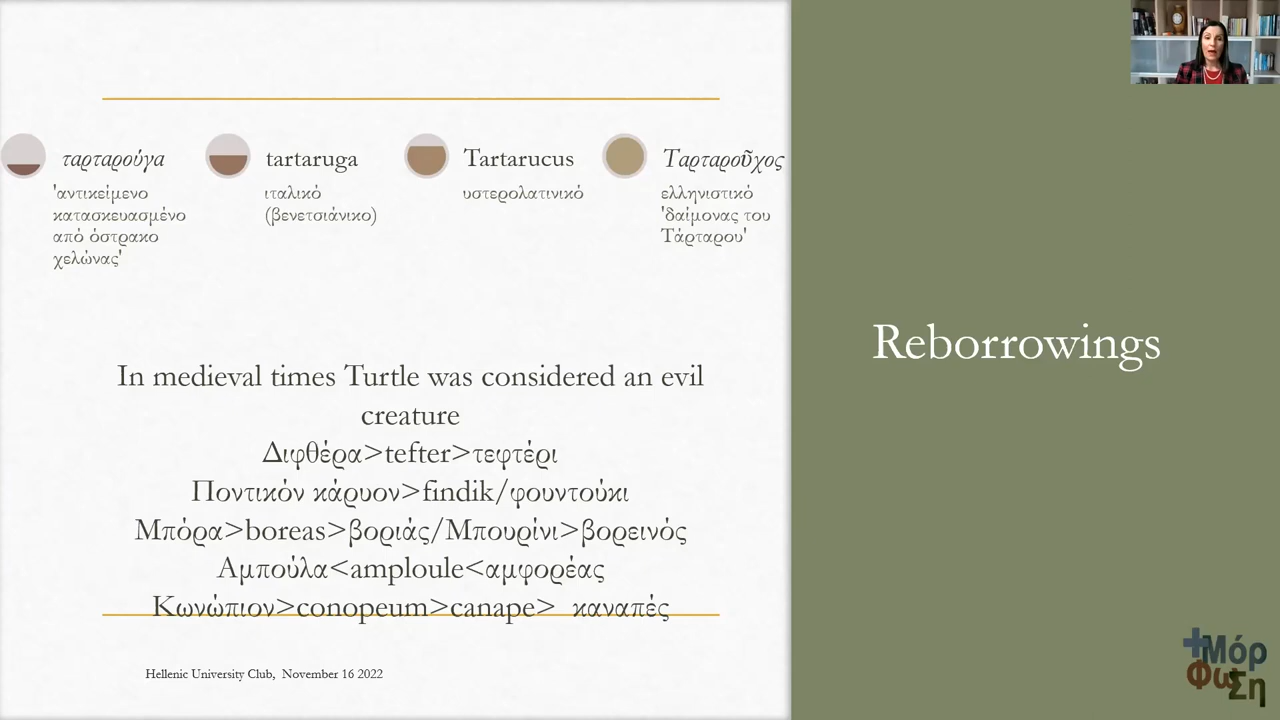 ταρταρούγα
'αντικείμενο
κατασκευασμένο
από όστρακο
χελώνας'
tartaruga
ιταλικό
(βενετσιάνικο)
Tartarucus
υστερολατινικό
Ταρταροῦχος
ελληνιστικό
'δαίμονας του
Τάρταρου'
In medieval times Turtle was considered an evil
creature
Διφθέρα>tefter>τεφτέρι
Ποντικόν κάρυον>findik/φουντούκι
Μπόρα>boreas>βοριάς/Μπουρίνι>βορεινός
Αμπούλα<amploule<αμφορέας
Κωνώπιον>conopeum>canape> καναπές
Hellenic University Club, November 16 2022
Reborrowings
+Μόρ
Φω
Ση